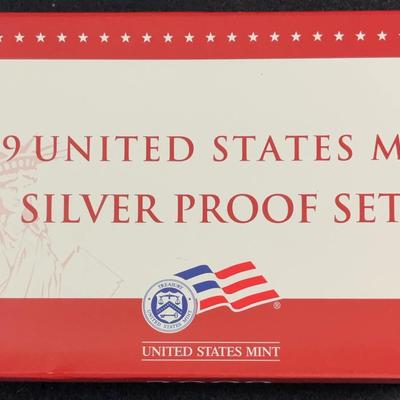 9 UNITED STATES M
SILVER PROOF SET
TREASURY
UNITED STATES MINT
®
UNITED STATES MINT